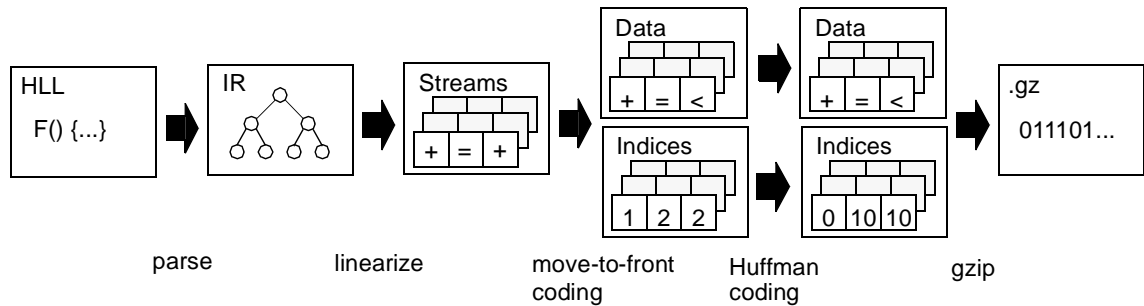 HLL
F() {...}
IR
Streams
+ = +
Data
+ = <
Indices
1 2 2
Data
+ = <
Indices
0 10 10
.gz
011101...
parse
linearize
move-to-front
coding
Huffman
coding
gzip